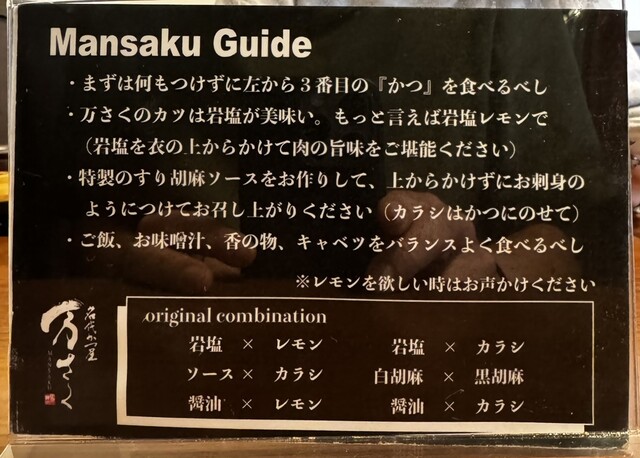 Mansaku Guide
・まずは何もつけずに左から3番目の『かつ』を食べるべし
・万さくのカツは岩塩が美味い。もっと言えば岩塩レモンで
（岩塩を衣の上からかけて肉の旨味をご堪能ください）
・特製のすり胡麻ソースをお作りして、上からかけずにお刺身の
ようにつけてお召し上がりください（カラシはかつにのせて）
・ご飯、お味噌汁、香の物、キャベツをバランスよく食べるべし
※レモンを欲しい時はお声かけください
original combination
岩塩 × レモン 岩塩 × カラシ
ソース × カラシ 白胡麻 × 黒胡麻
醤油 × レモン 醤油 × カラシ
名代かつ屋
万さく
MANSAKU